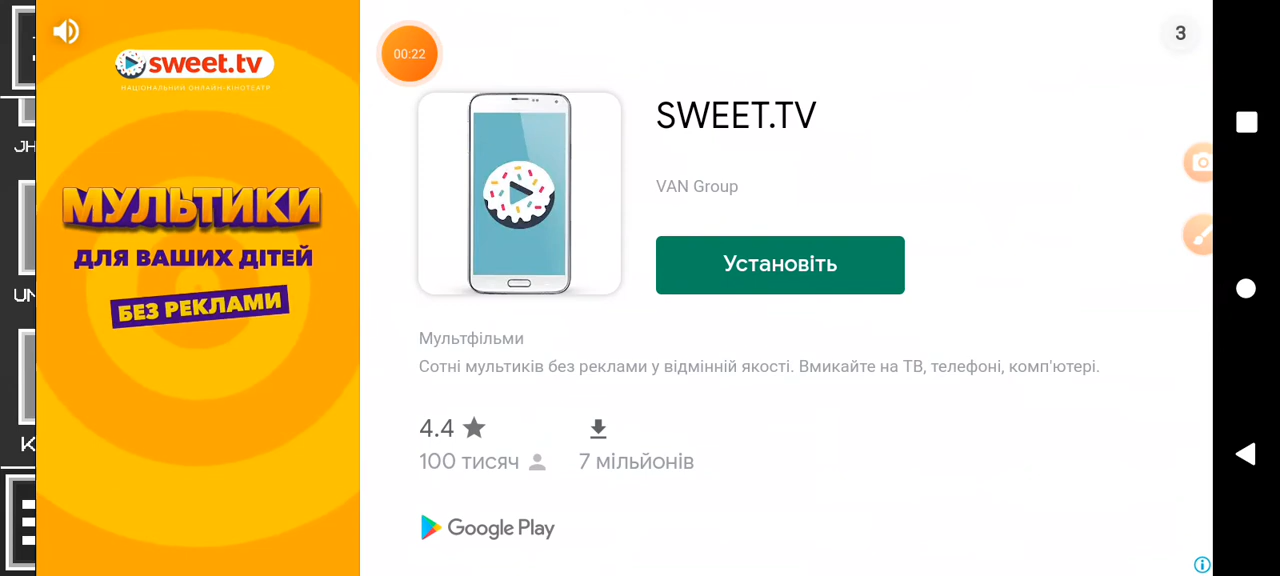 sweet.tv
НАЦІОНАЛЬНИЙ ОНЛАЙН-КІНОТЕАТР
МУЛЬТИКИ
ДЛЯ ВАШИХ ДІТЕЙ
БЕЗ РЕКЛАМИ
00:22
3
SWEET.TV
VAN Group
Установіть
Мультфільми
Сотні мультиків без реклами у відмінній якості. Вмикайте на ТВ, телефоні, комп'ютері.
4.4
100 тисяч
7 мільйонів
Google Play
JH
UN
K